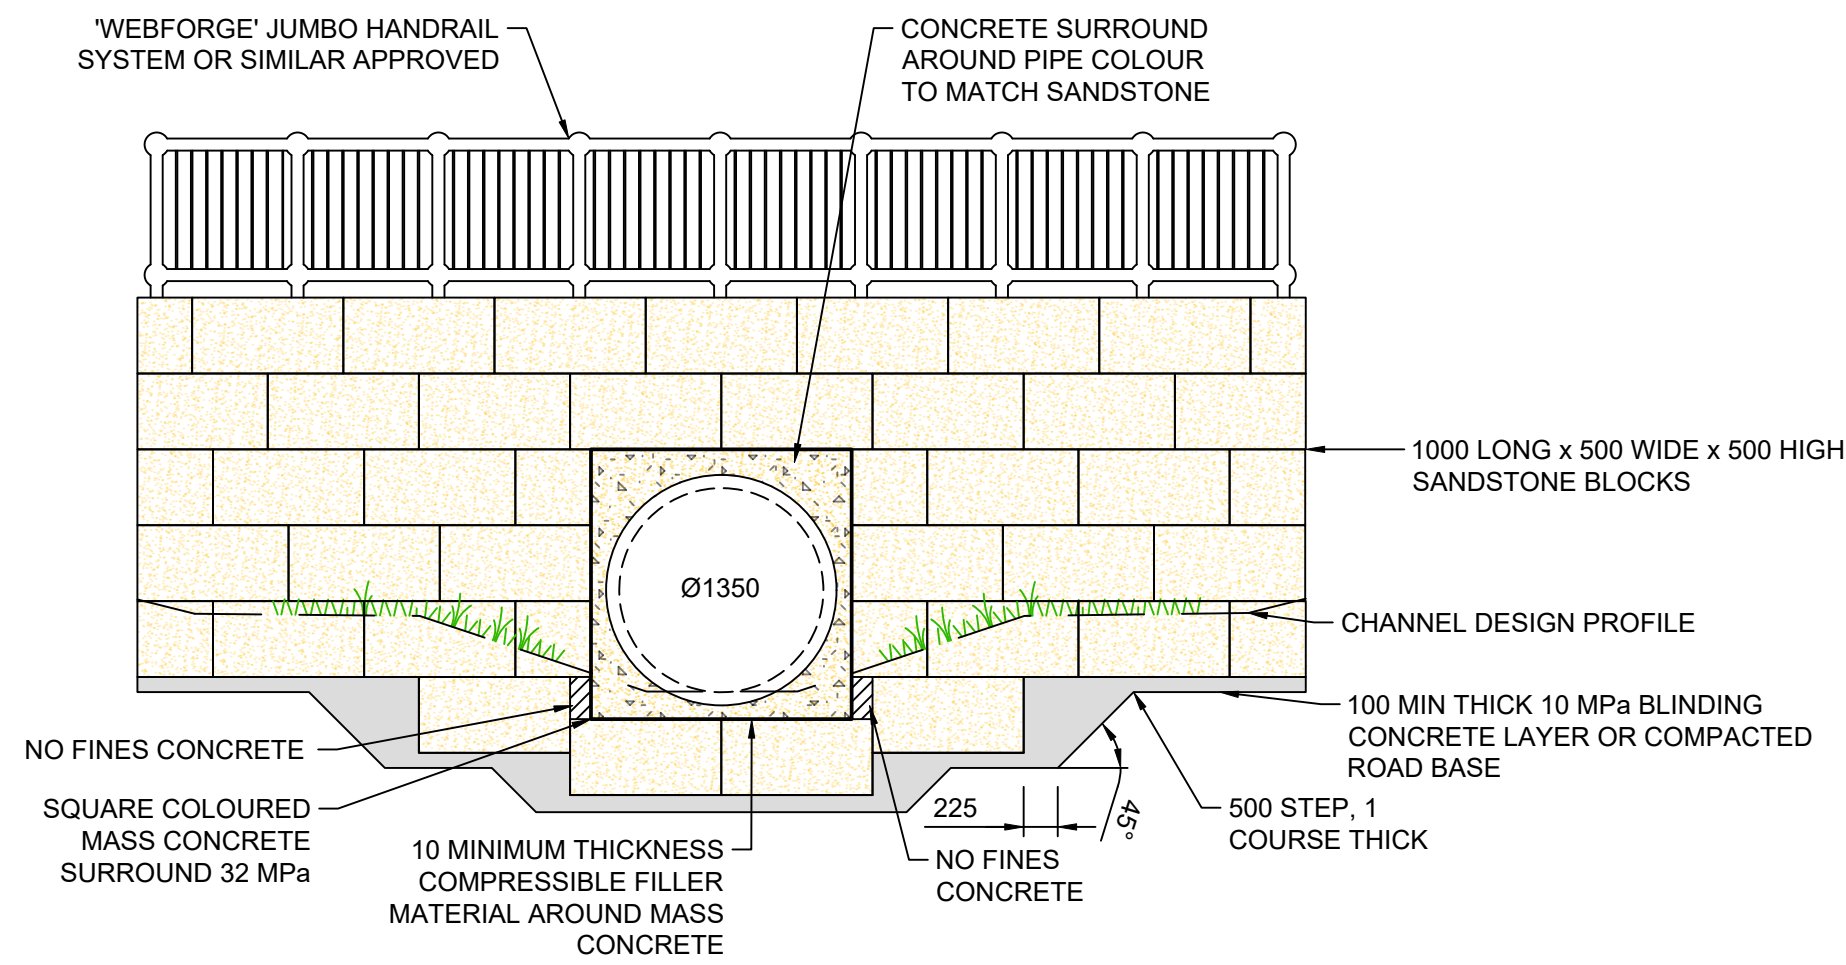 'WEBFORGE' JUMBO HANDRAIL
SYSTEM OR SIMILAR APPROVED
CONCRETE SURROUND
AROUND PIPE COLOUR
TO MATCH SANDSTONE
1000 LONG x 500 WIDE x 500 HIGH
SANDSTONE BLOCKS
Ø1350
CHANNEL DESIGN PROFILE
100 MIN THICK 10 MPa BLINDING
CONCRETE LAYER OR COMPACTED
ROAD BASE
NO FINES CONCRETE
SQUARE COLOURED
MASS CONCRETE
SURROUND 32 MPa
10 MINIMUM THICKNESS
COMPRESSIBLE FILLER
MATERIAL AROUND MASS
CONCRETE
225
45°
NO FINES
CONCRETE
500 STEP, 1
COURSE THICK